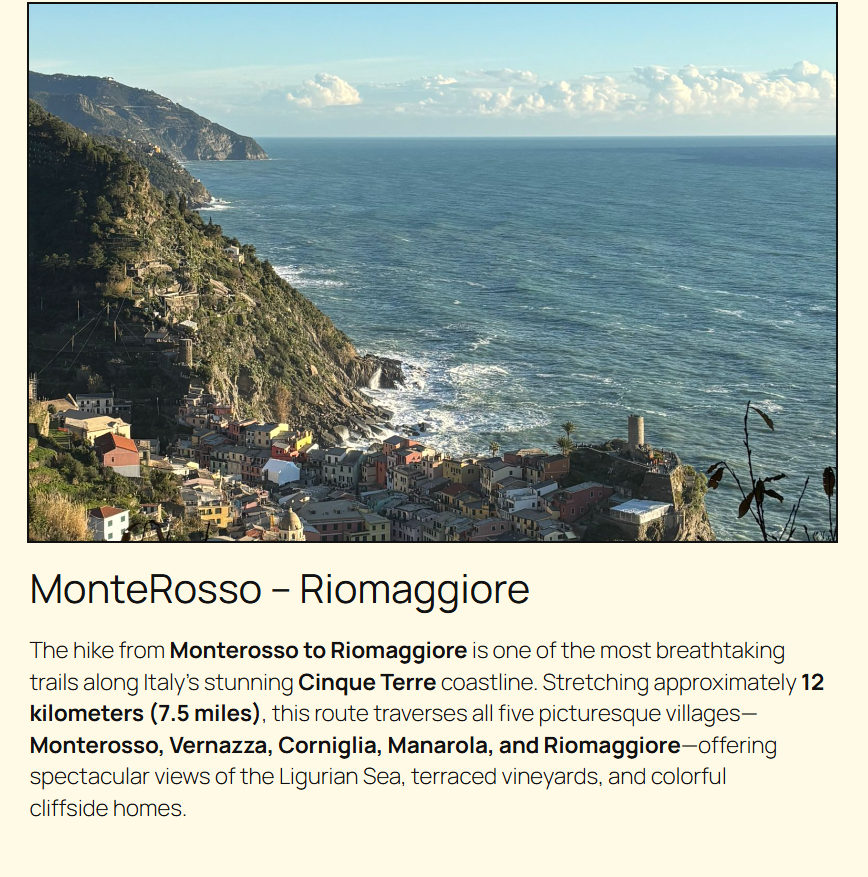 MonteRosso – Riomaggiore
The hike from Monterosso to Riomaggiore is one of the most breathtaking
trails along Italy's stunning Cinque Terre coastline. Stretching approximately 12
kilometers (7.5 miles), this route traverses all five picturesque villages—
Monterosso, Vernazza, Corniglia, Manarola, and Riomaggiore—offering
spectacular views of the Ligurian Sea, terraced vineyards, and colorful
cliffside homes.